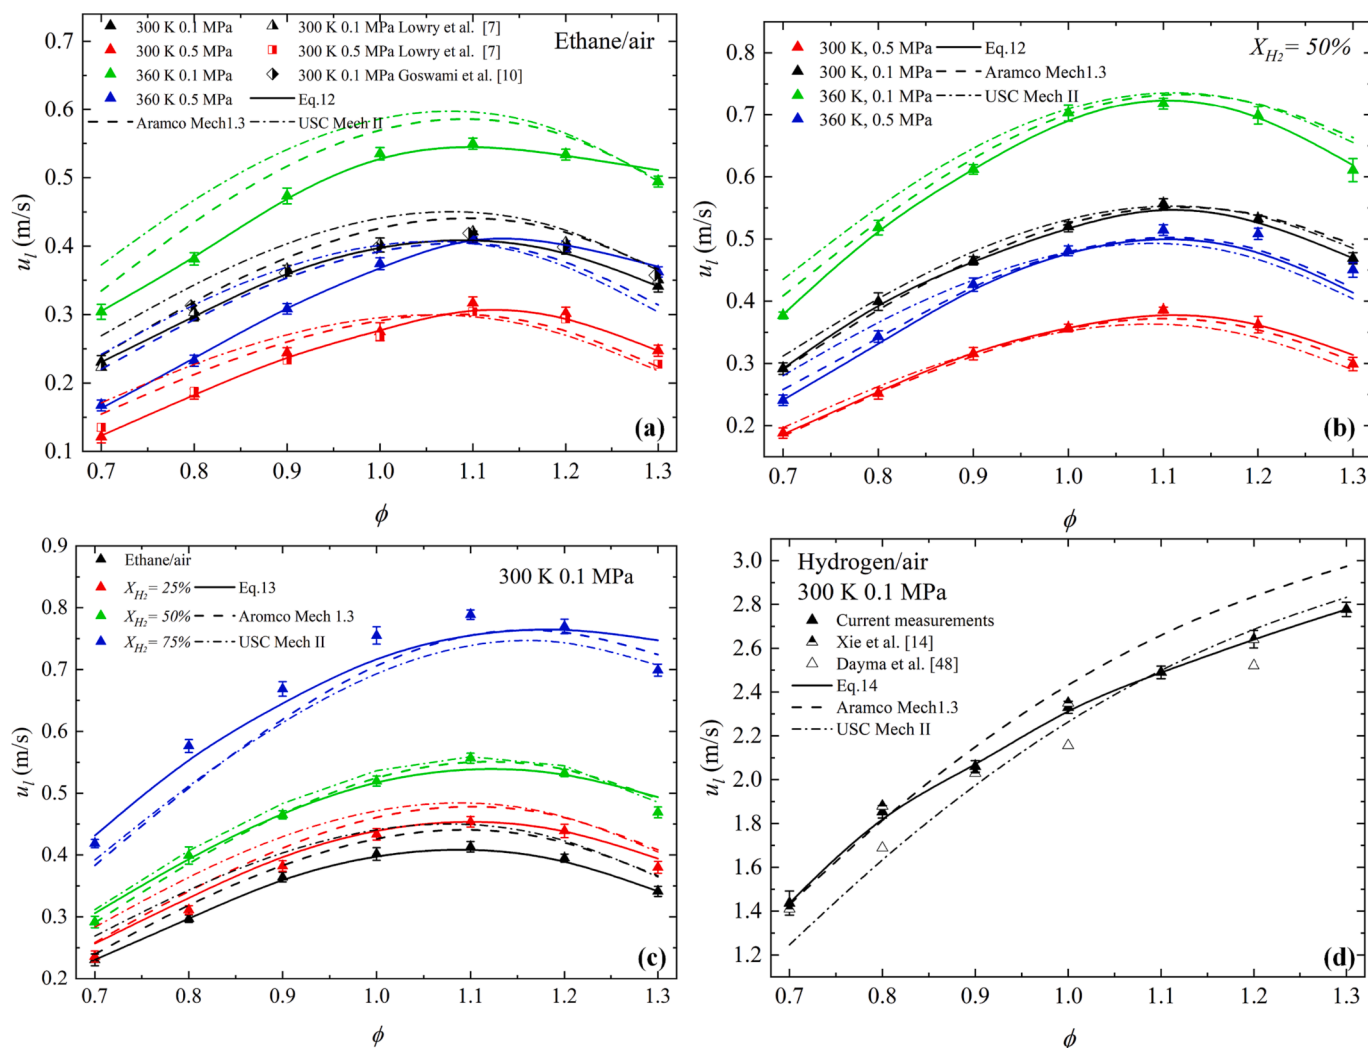 300 K 0.1 MPa
300 K 0.1 MPa Lowry et al. [7]
Ethane/air
300 K 0.5 MPa
300 K 0.5 MPa Lowry et al. [7]
360 K 0.1 MPa
300 K 0.1 MPa Goswami et al. [10]
360 K 0.5 MPa
Eq.12
Aramco Mech1.3
USC Mech II
0.7
0.6
0.5
0.4
0.3
0.2
0.1
u_l (m/s)
(a)
0.7 0.8 0.9 1.0 1.1 1.2 1.3
ϕ
300 K, 0.5 MPa
Eq.12
X_{H_2}= 50%
300 K, 0.1 MPa
Aramco Mech1.3
360 K, 0.1 MPa
USC Mech II
360 K, 0.5 MPa
0.8
0.7
0.6
0.5
0.4
0.3
0.2
u_l (m/s)
(b)
0.7 0.8 0.9 1.0 1.1 1.2 1.3
ϕ
Ethane/air
300 K 0.1 MPa
X_{H_2}= 25%
Eq.13
X_{H_2}= 50%
Aromco Mech 1.3
X_{H_2}= 75%
USC Mech II
0.9
0.8
0.7
0.6
0.5
0.4
0.3
0.2
u_l (m/s)
(c)
0.7 0.8 0.9 1.0 1.1 1.2 1.3
ϕ
Hydrogen/air
300 K 0.1 MPa
Current measurements
Xie et al. [14]
Dayma et al. [48]
Eq.14
Aramco Mech1.3
USC Mech II
3.0
2.8
2.6
2.4
2.2
2.0
1.8
1.6
1.4
1.2
u_l (m/s)
(d)
0.7 0.8 0.9 1.0 1.1 1.2 1.3
ϕ